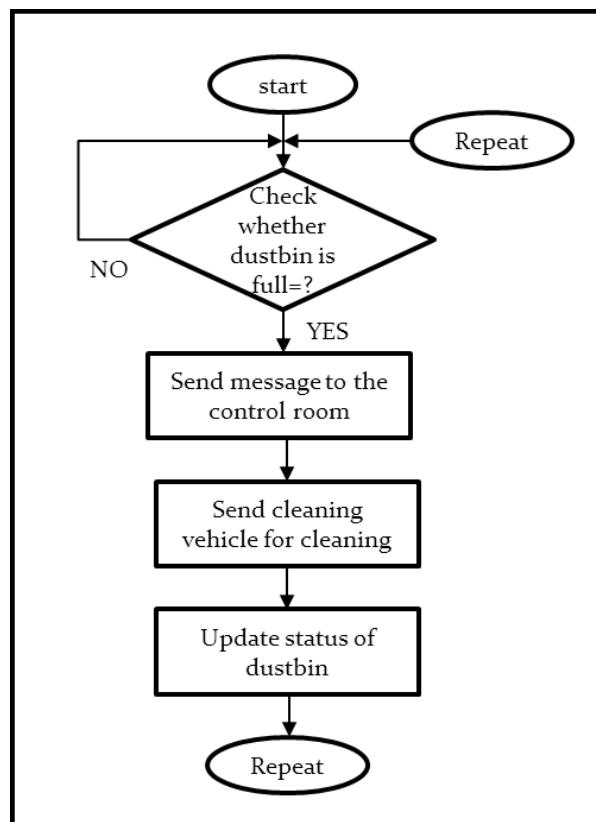 start
Repeat
Check
whether
dustbin is
full=?
NO
YES
Send message to the
control room
Send cleaning
vehicle for cleaning
Update status of
dustbin
Repeat